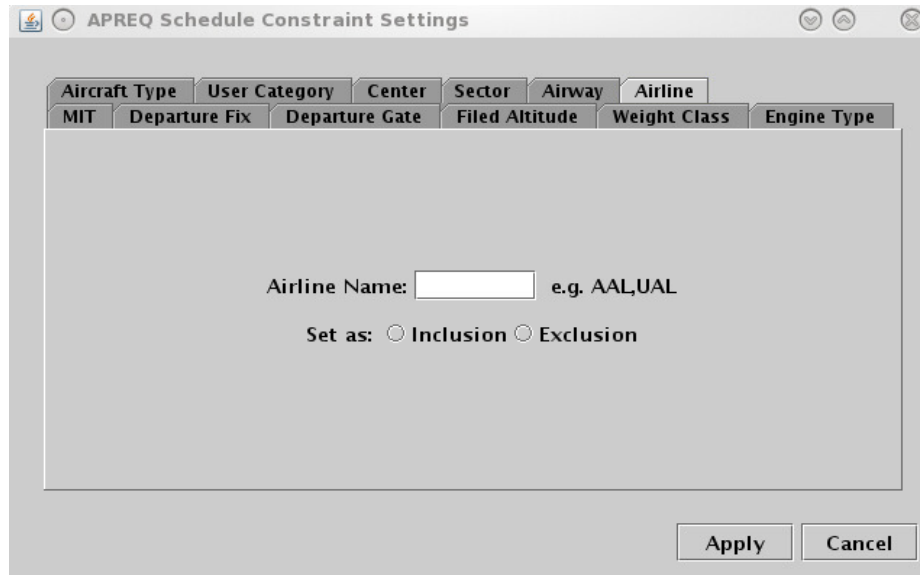 APREQ Schedule Constraint Settings
Aircraft Type User Category Center Sector Airway Airline
MIT Departure Fix Departure Gate Filed Altitude Weight Class Engine Type
Airline Name: e.g. AAL,UAL
Set as: Inclusion Exclusion
Apply Cancel